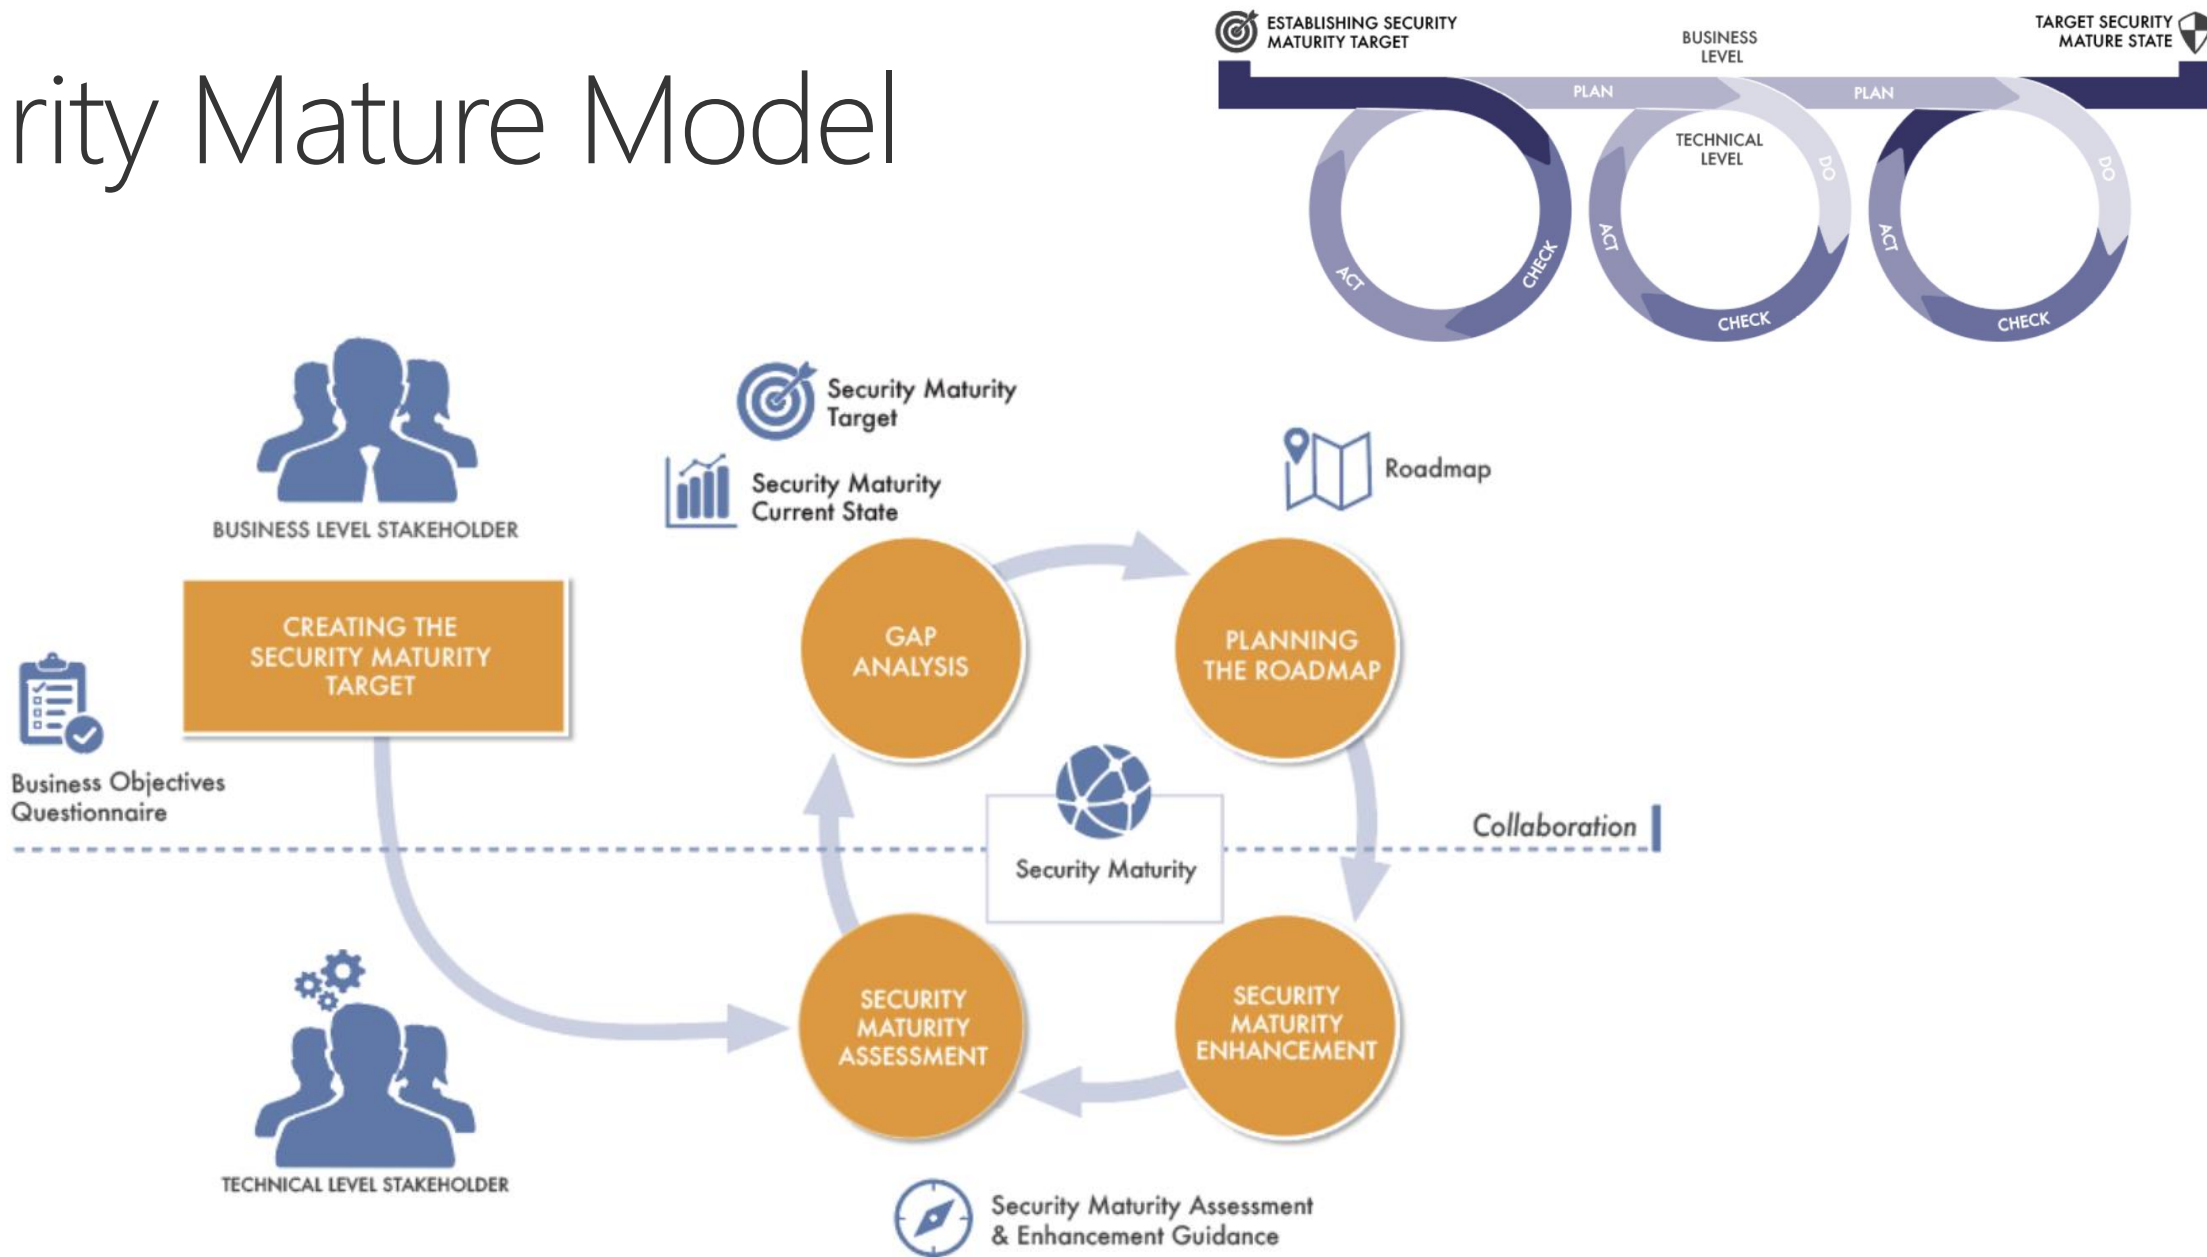 rity Mature Model
ESTABLISHING SECURITY
MATURITY TARGET
BUSINESS
LEVEL
TARGET SECURITY
MATURE STATE
PLAN
PLAN
TECHNICAL
LEVEL
DO
DO
ACT
CHECK
ACT
CHECK
ACT
CHECK
BUSINESS LEVEL STAKEHOLDER
Security Maturity
Target
Security Maturity
Current State
Roadmap
CREATING THE
SECURITY MATURITY
TARGET
GAP
ANALYSIS
PLANNING
THE ROADMAP
Business Objectives
Questionnaire
Security Maturity
Collaboration
SECURITY
MATURITY
ASSESSMENT
SECURITY
MATURITY
ENHANCEMENT
TECHNICAL LEVEL STAKEHOLDER
Security Maturity Assessment
& Enhancement Guidance